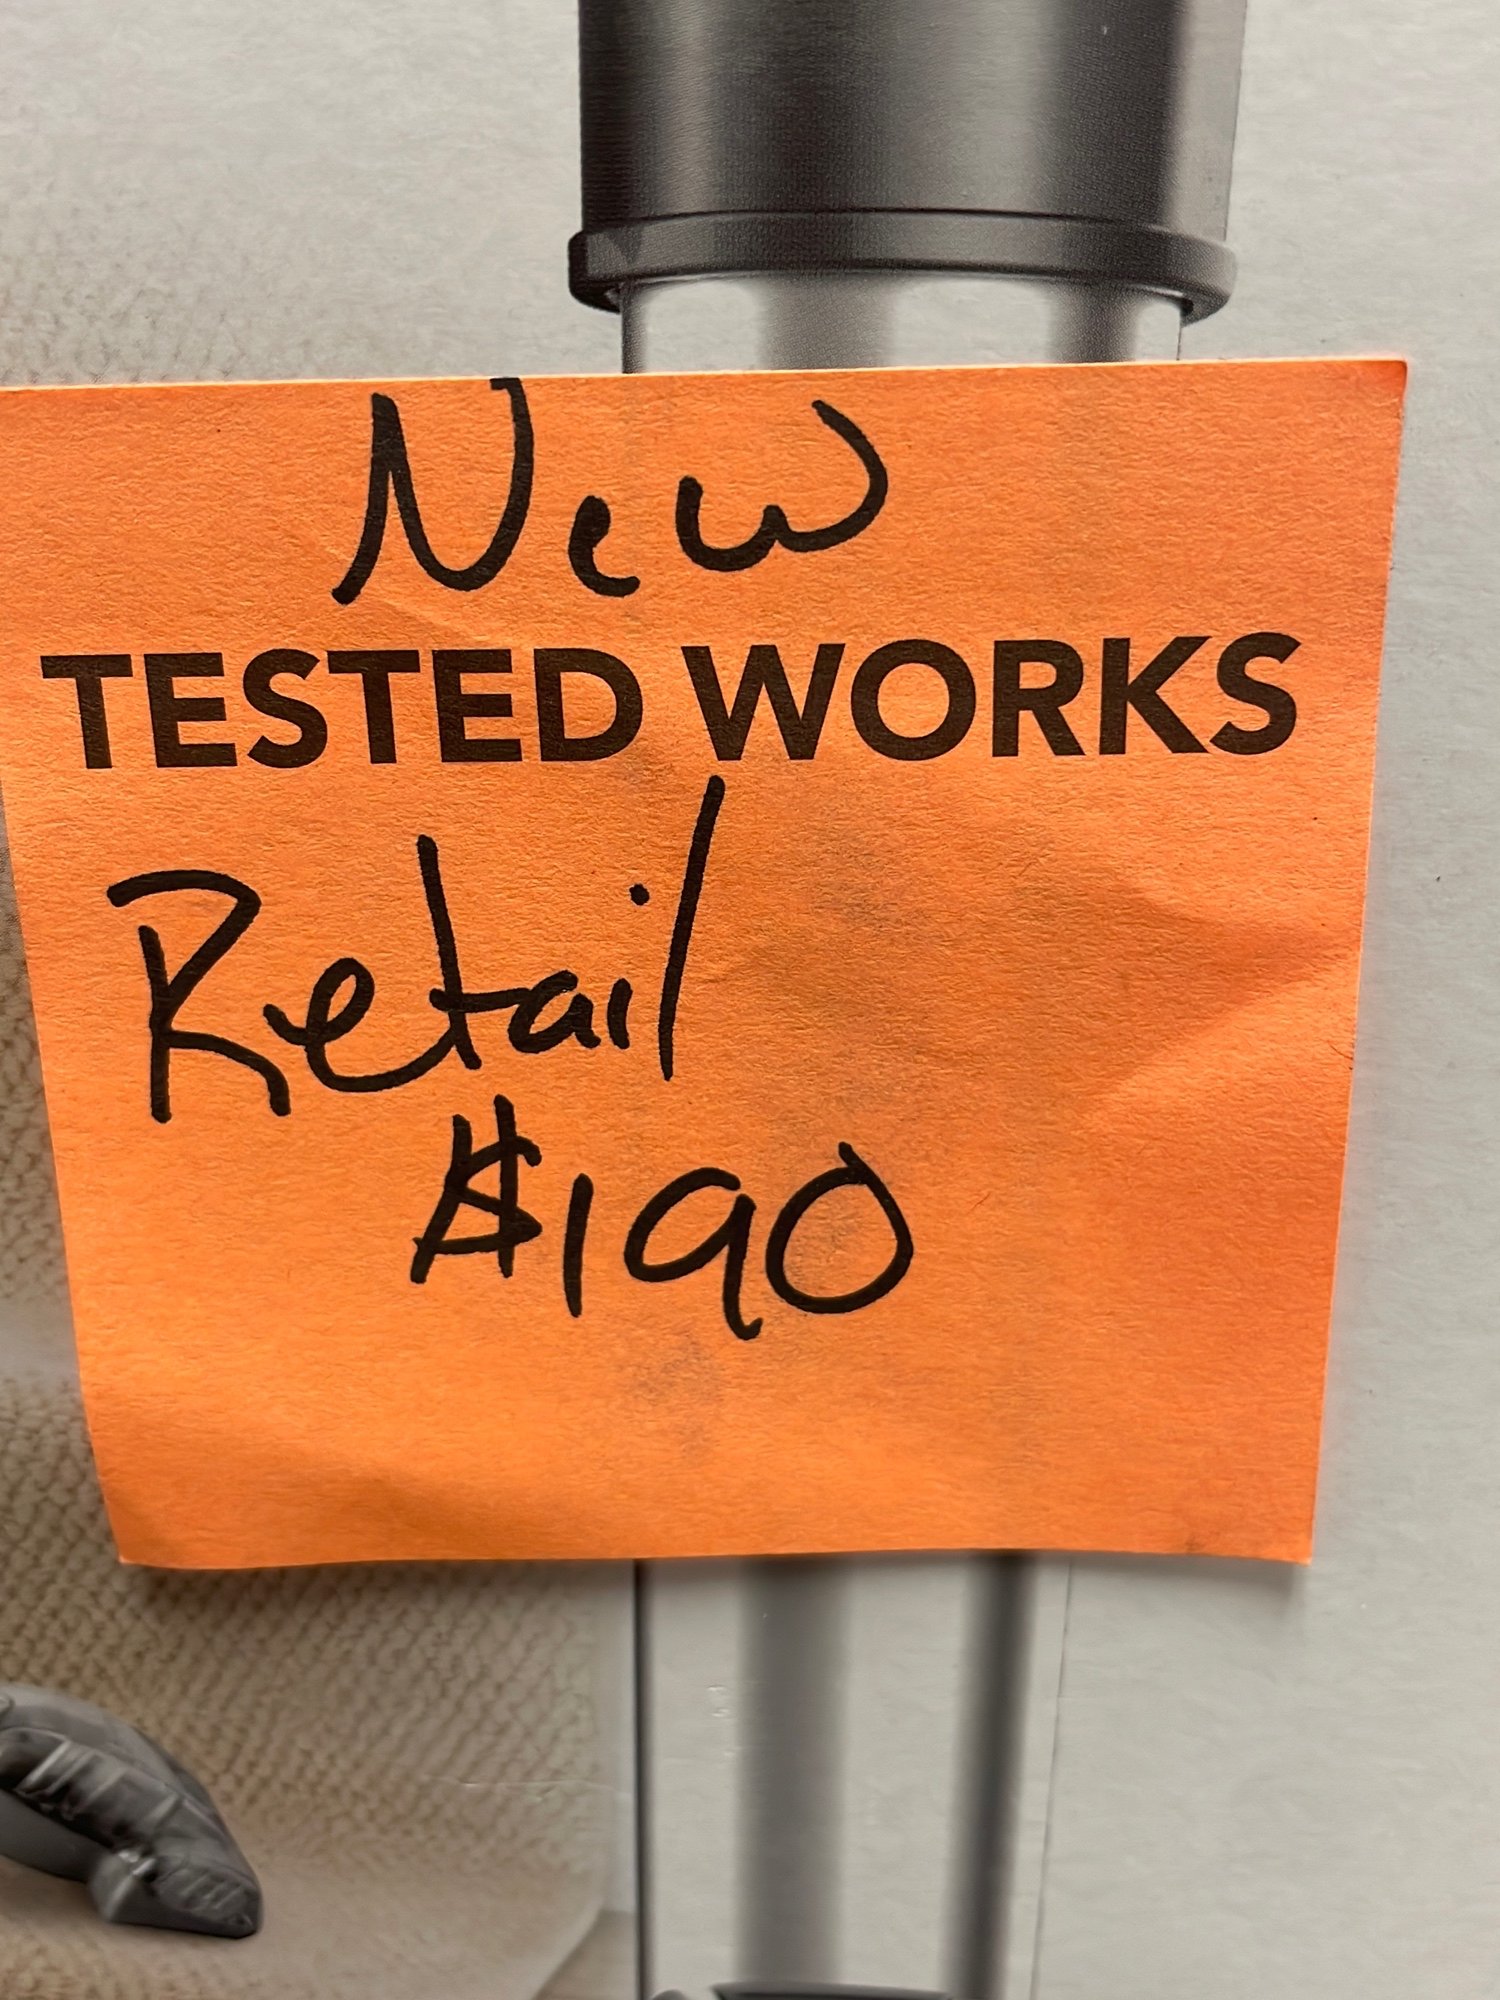 New
TESTED WORKS
Retail
$190